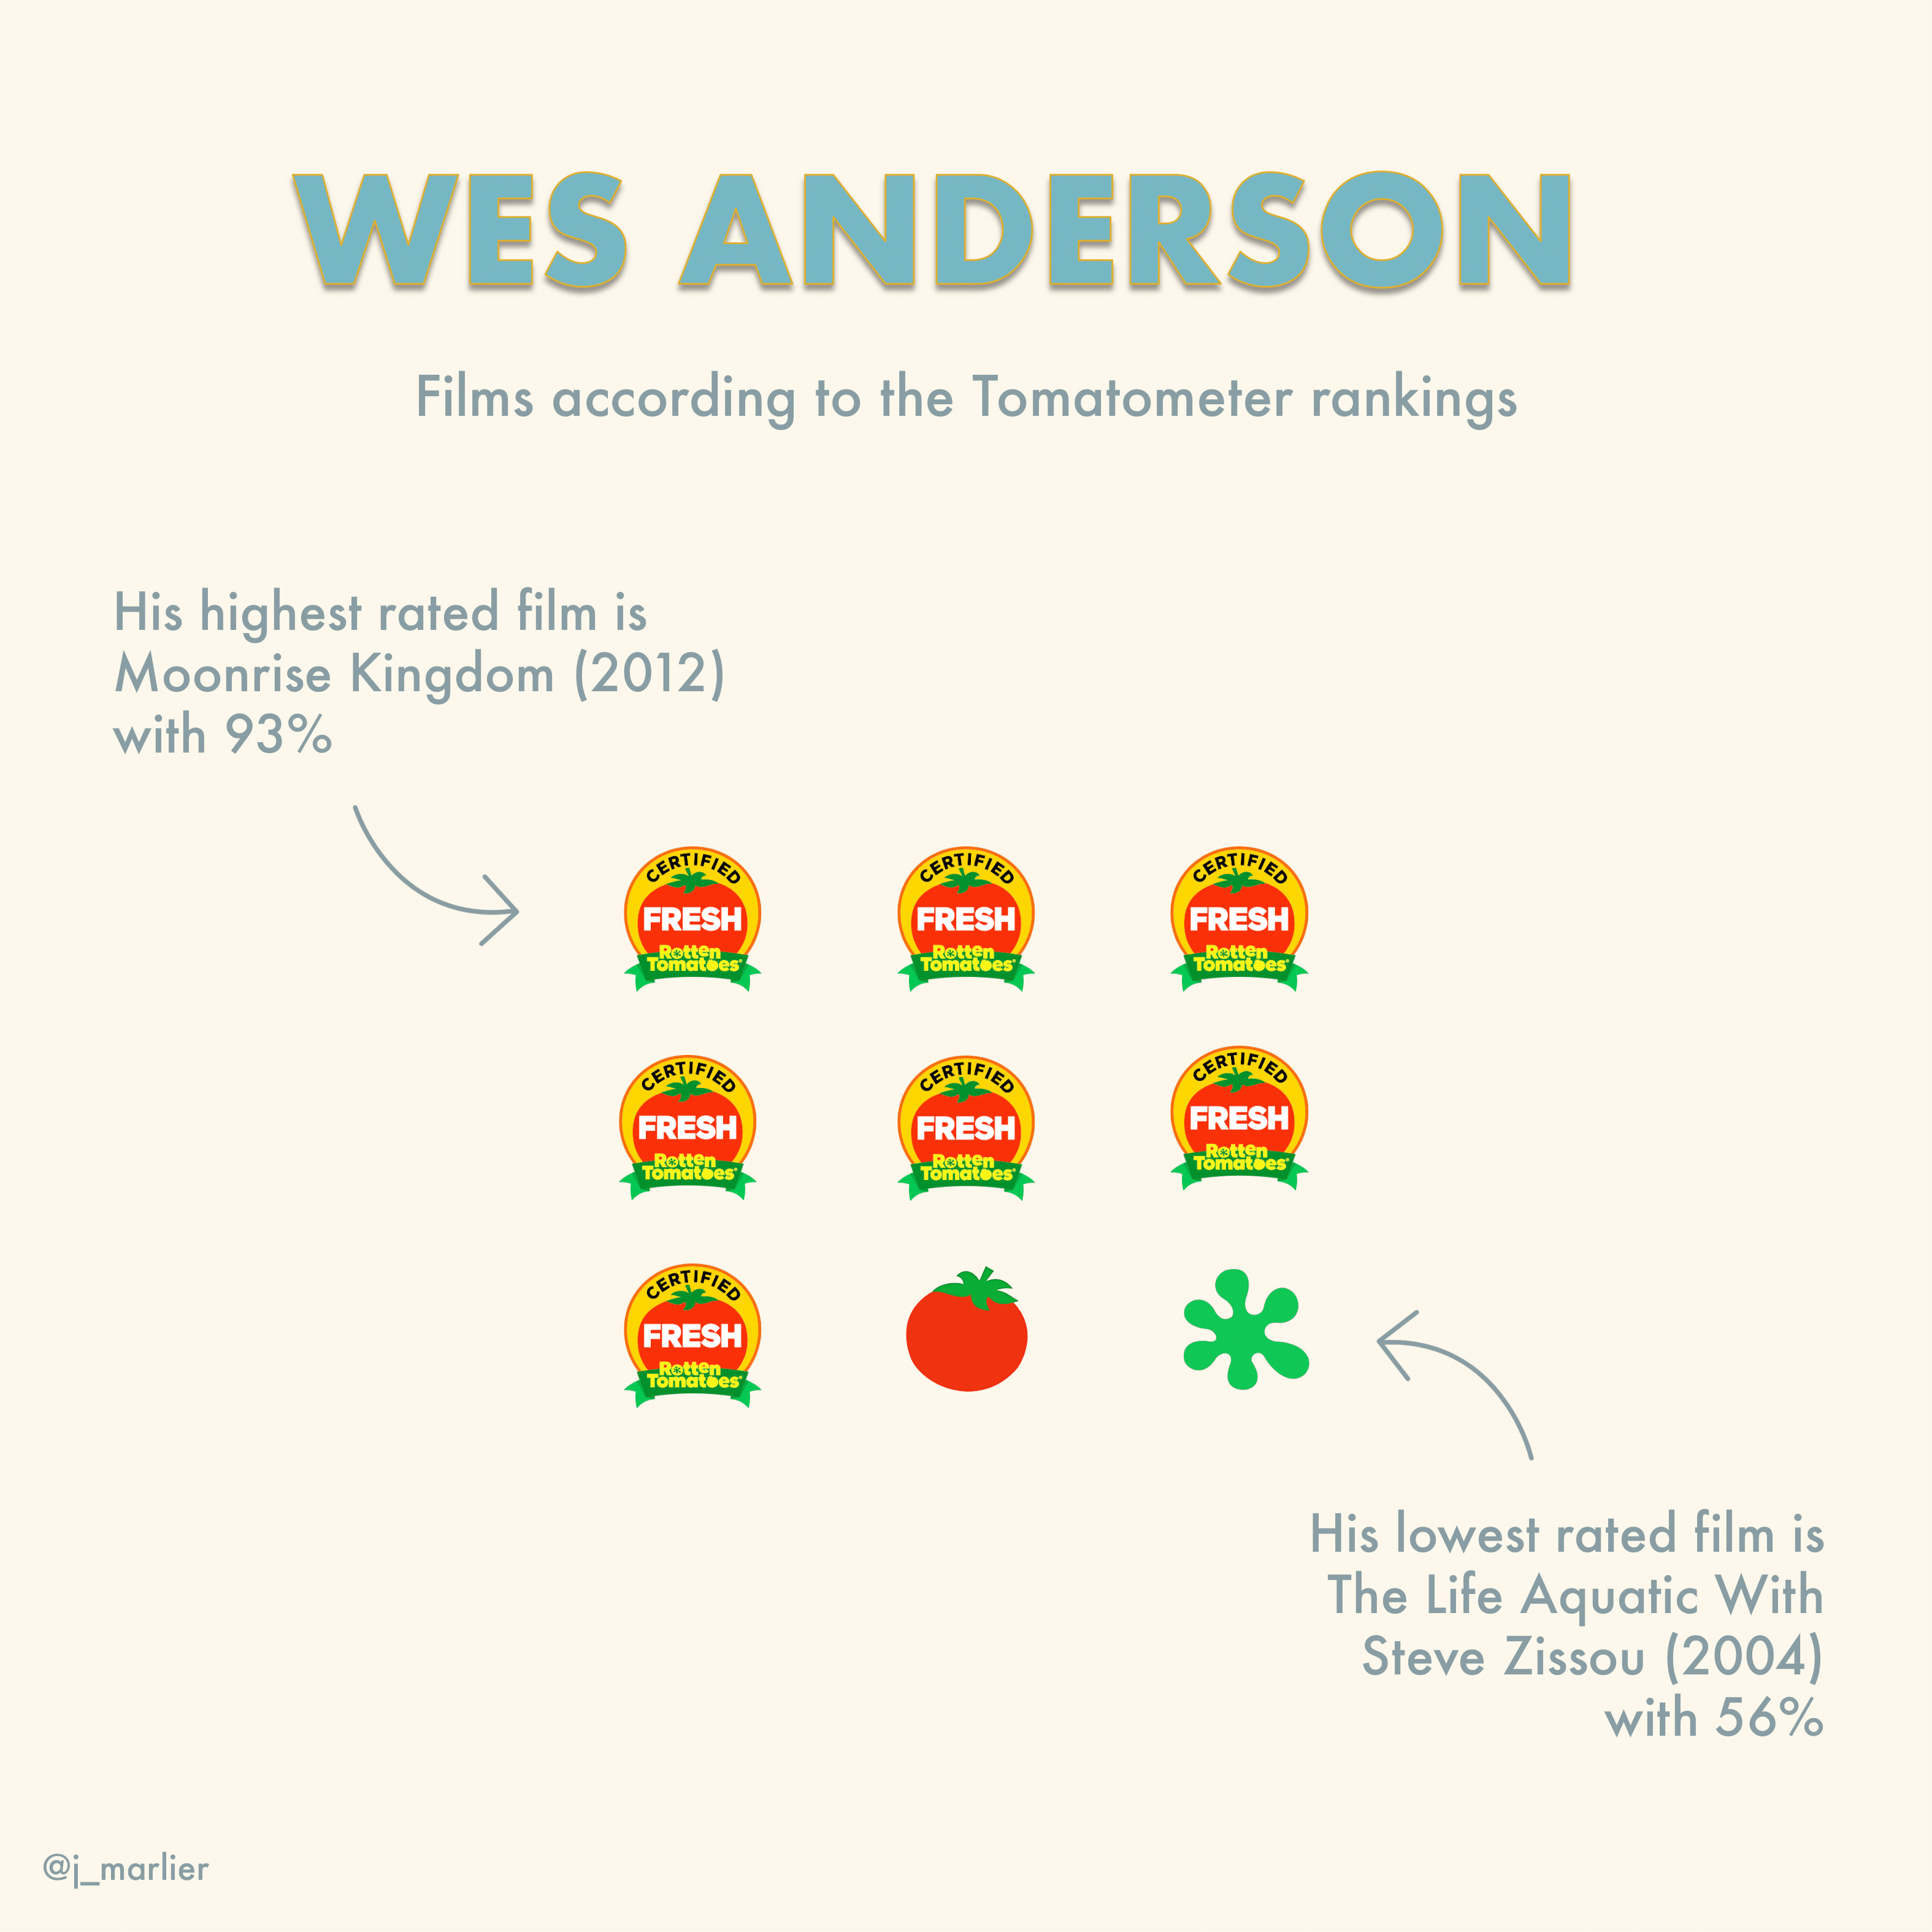 WES ANDERSON
Films according to the Tomatometer rankings
His highest rated film is
Moonrise Kingdom (2012)
with 93%
CERTIFIED
FRESH
Rotten
Tomatoes
CERTIFIED
FRESH
Rotten
Tomatoes
CERTIFIED
FRESH
Rotten
Tomatoes
CERTIFIED
FRESH
Rotten
Tomatoes
CERTIFIED
FRESH
Rotten
Tomatoes
CERTIFIED
FRESH
Rotten
Tomatoes
CERTIFIED
FRESH
Rotten
Tomatoes
His lowest rated film is
The Life Aquatic With
Steve Zissou (2004)
with 56%
@j_marlier